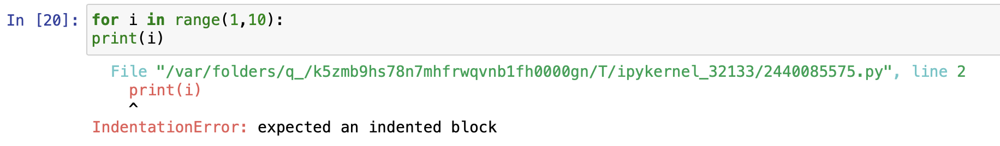 In [20]: for i in range(1,10):
print(i)
File "/var/folders/q_/k5zmb9hs78n7mhfrwqvnb1fh0000gn/T/ipykernel_32133/2440085575.py", line 2
print(i)
^
IndentationError: expected an indented block